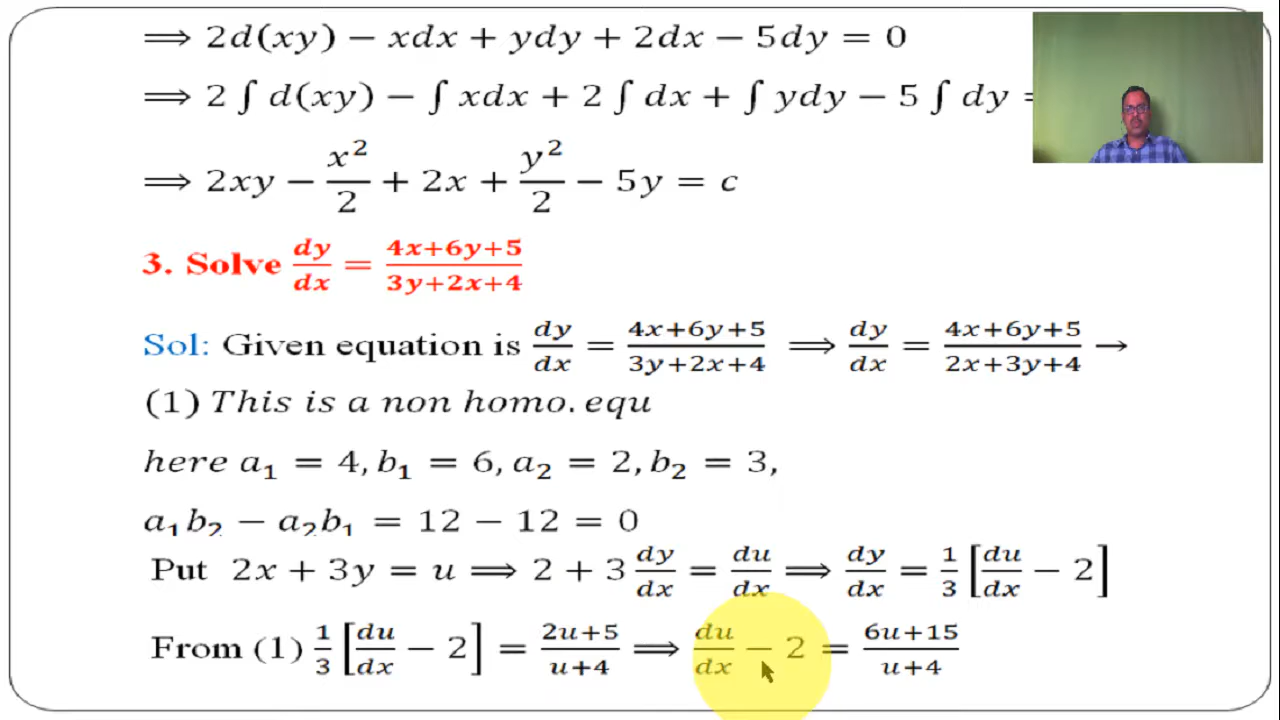 ⟹ 2d(xy) − xdx + ydy + 2dx − 5dy = 0
⟹ 2 ∫ d(xy) − ∫ xdx + 2 ∫ dx + ∫ ydy − 5 ∫ dy =
⟹ 2xy − x²/2 + 2x + y²/2 − 5y = c
3. Solve dy/dx = 4x+6y+5/3y+2x+4
Sol: Given equation is dy/dx = 4x+6y+5/3y+2x+4 ⟹ dy/dx = 4x+6y+5/2x+3y+4 →
(1) This is a non homo. equ
here a₁ = 4, b₁ = 6, a₂ = 2, b₂ = 3,
a₁b₂ − a₂b₁ = 12 − 12 = 0
Put 2x + 3y = u ⟹ 2 + 3 dy/dx = du/dx ⟹ dy/dx = 1/3 [du/dx − 2]
From (1) 1/3 [du/dx − 2] = 2u+5/u+4 ⟹ du/dx − 2 = 6u+15/u+4